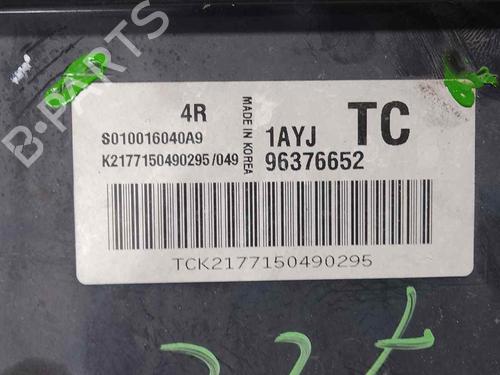 B-PARTS
4R
S010016040A9
K2177150490295/049
MADE IN KOREA
1AYJ TC
96376652
TCK2177150490295